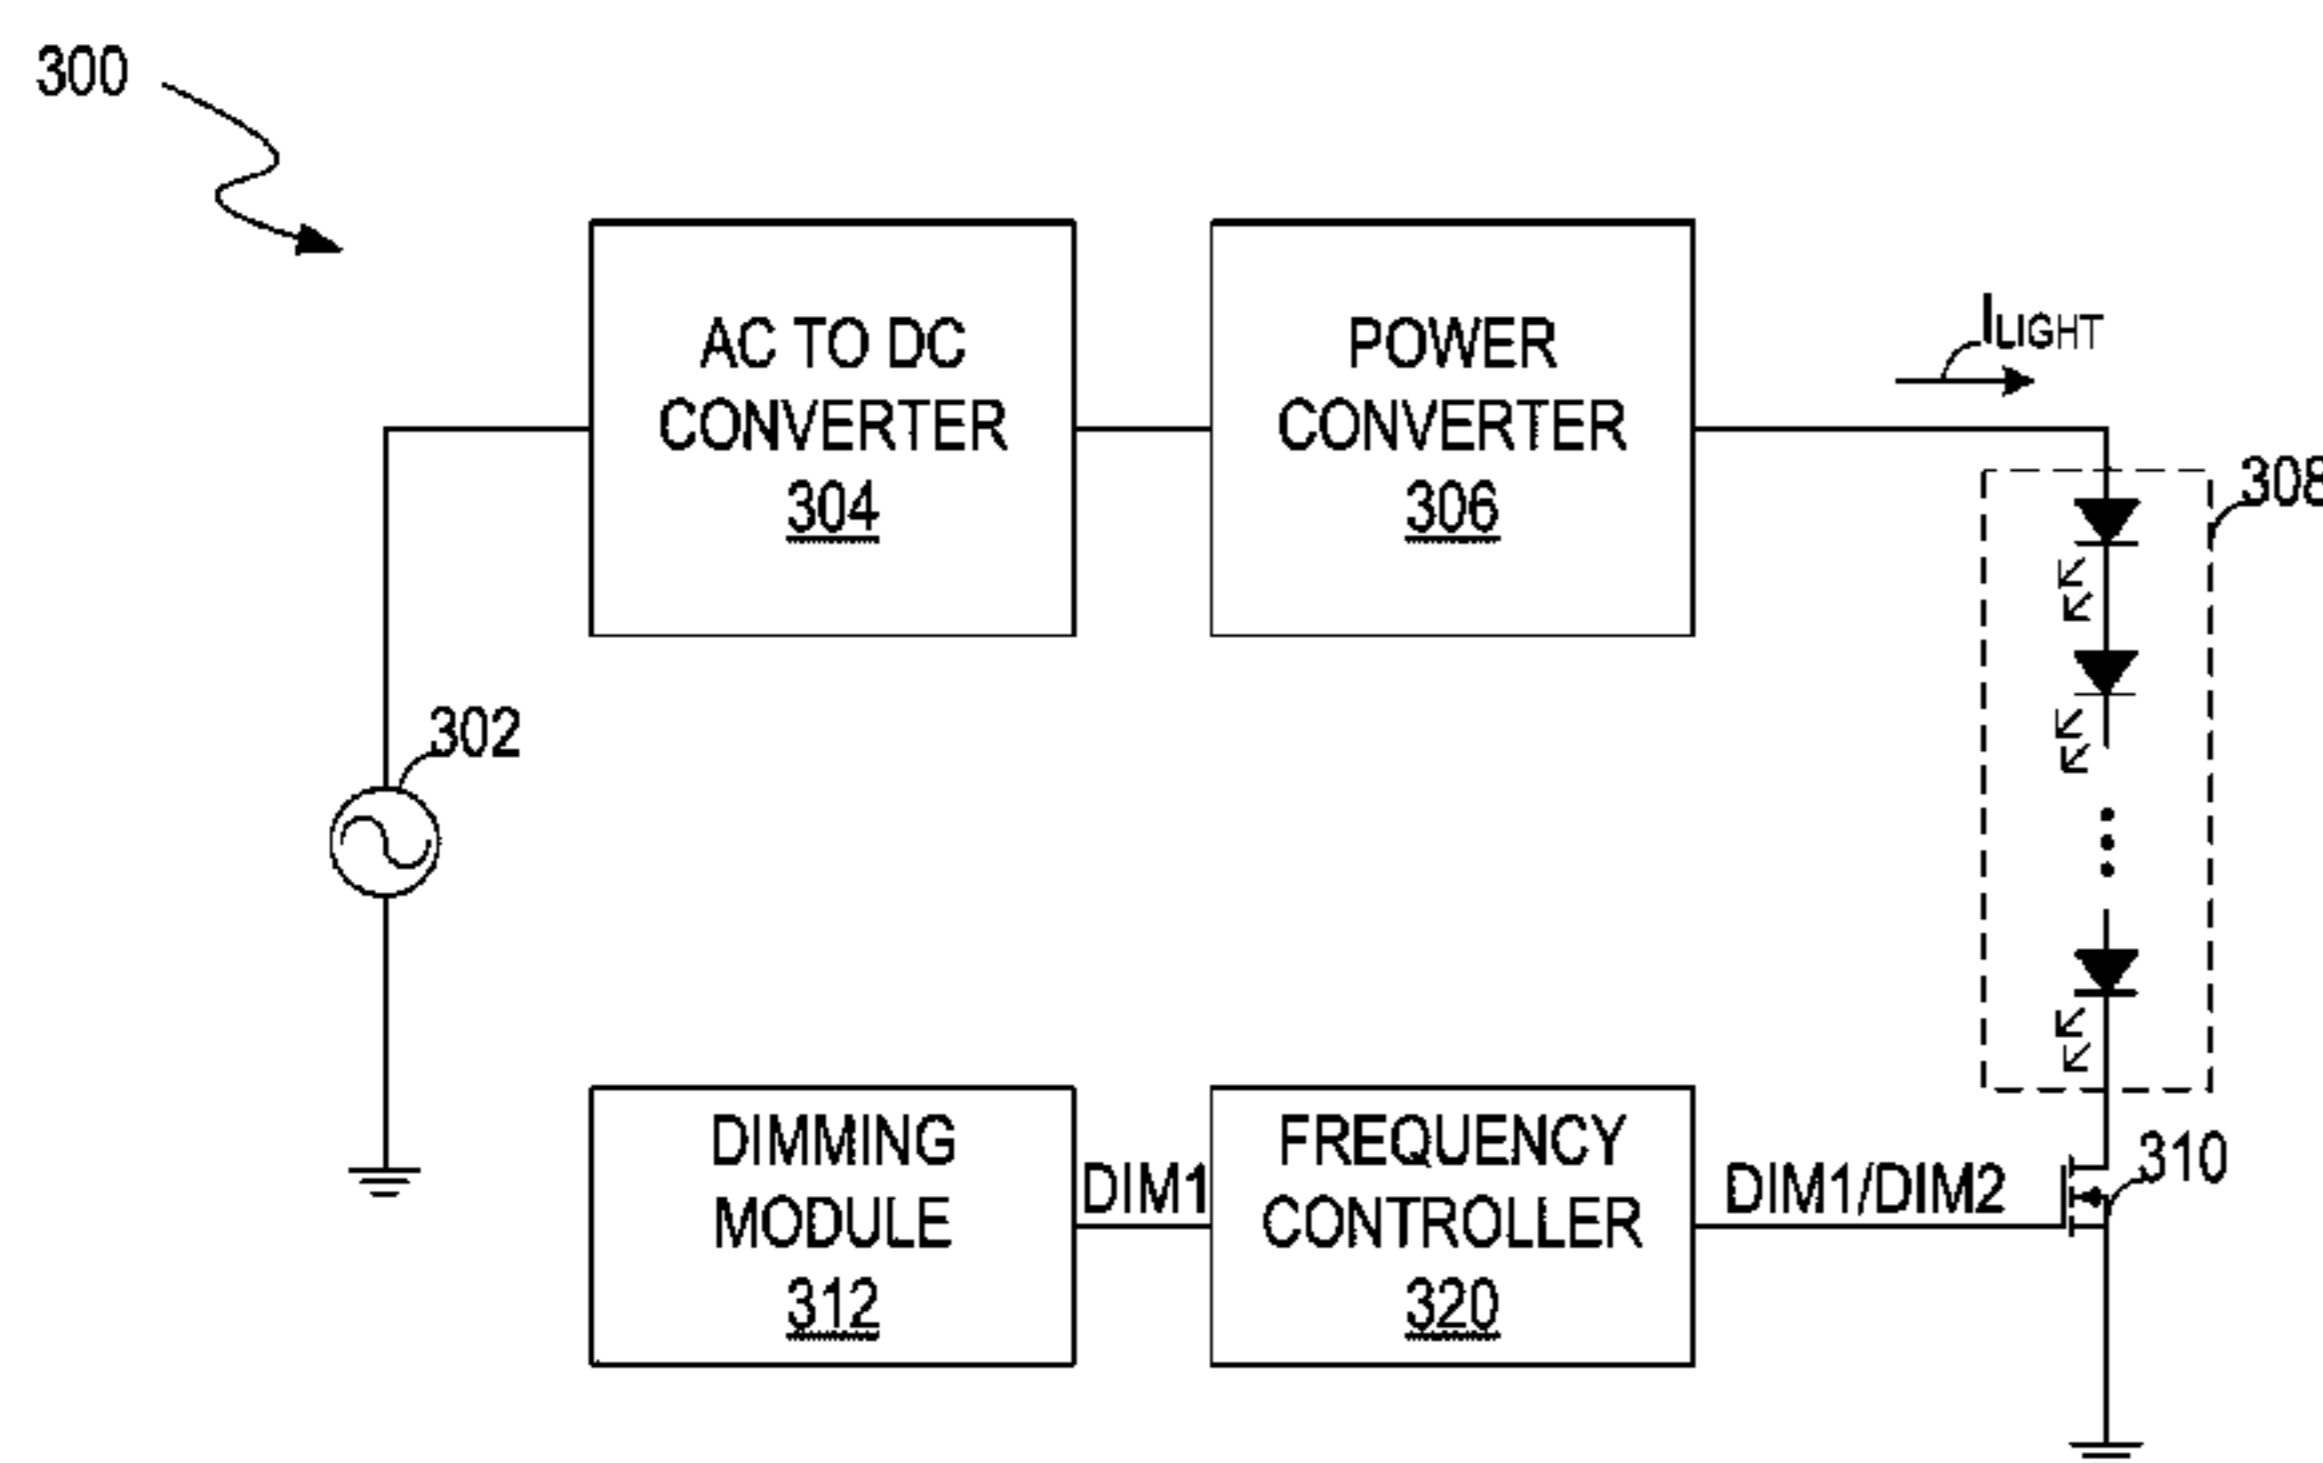 300
AC TO DC
CONVERTER
304
POWER
CONVERTER
306
ILIGHT
308
302
DIMMING
MODULE
312
DIM1
FREQUENCY
CONTROLLER
320
DIM1/DIM2
310